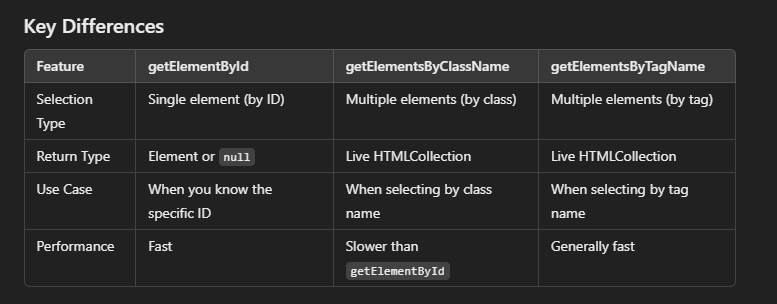 Key Differences
Feature getElementById getElementsByClassName getElementsByTagName
Selection Type Single element (by ID) Multiple elements (by class) Multiple elements (by tag)
Return Type Element or null Live HTMLCollection Live HTMLCollection
Use Case When you know the specific ID When selecting by class name When selecting by tag name
Performance Fast Slower than getElementById Generally fast